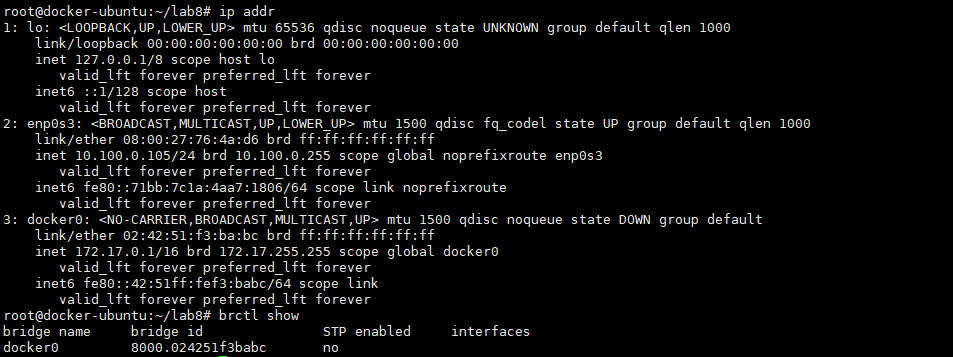 root@docker-ubuntu:~/lab8# ip addr
1: lo: <LOOPBACK,UP,LOWER_UP> mtu 65536 qdisc noqueue state UNKNOWN group default qlen 1000
    link/loopback 00:00:00:00:00:00 brd 00:00:00:00:00:00
    inet 127.0.0.1/8 scope host lo
       valid_lft forever preferred_lft forever
    inet6 ::1/128 scope host
       valid_lft forever preferred_lft forever
2: enp0s3: <BROADCAST,MULTICAST,UP,LOWER_UP> mtu 1500 qdisc fq_codel state UP group default qlen 1000
    link/ether 08:00:27:76:4a:d6 brd ff:ff:ff:ff:ff:ff
    inet 10.100.0.105/24 brd 10.100.0.255 scope global noprefixroute enp0s3
       valid_lft forever preferred_lft forever
    inet6 fe80::71bb:7c1a:4aa7:1806/64 scope link noprefixroute
       valid_lft forever preferred_lft forever
3: docker0: <NO-CARRIER,BROADCAST,MULTICAST,UP> mtu 1500 qdisc noqueue state DOWN group default
    link/ether 02:42:51:f3:ba:bc brd ff:ff:ff:ff:ff:ff
    inet 172.17.0.1/16 brd 172.17.255.255 scope global docker0
       valid_lft forever preferred_lft forever
    inet6 fe80::42:51ff:fef3:babc/64 scope link
       valid_lft forever preferred_lft forever
root@docker-ubuntu:~/lab8# brctl show
bridge name     bridge id               STP enabled     interfaces
docker0         8000.024251f3babc       no